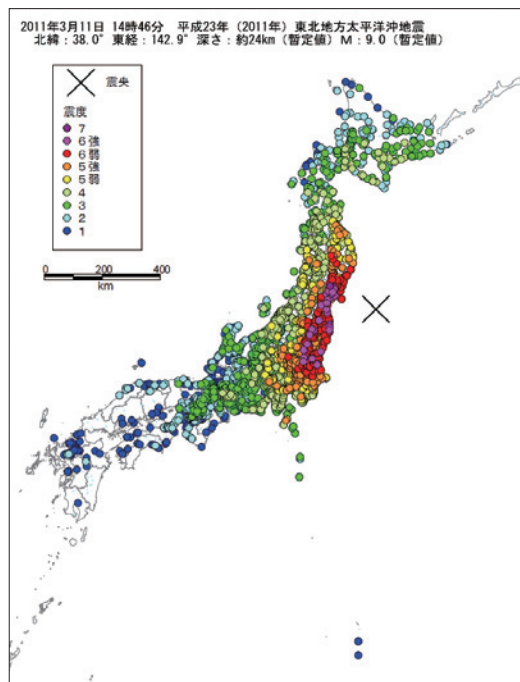 2011年3月11日 14時46分 平成23年（2011年）東北地方太平洋沖地震
北緯：38.0° 東経：142.9° 深さ：約24km（暫定値）M：9.0（暫定値）
震央
震度
7
6強
6弱
5強
5弱
4
3
2
1
0 200 400
km